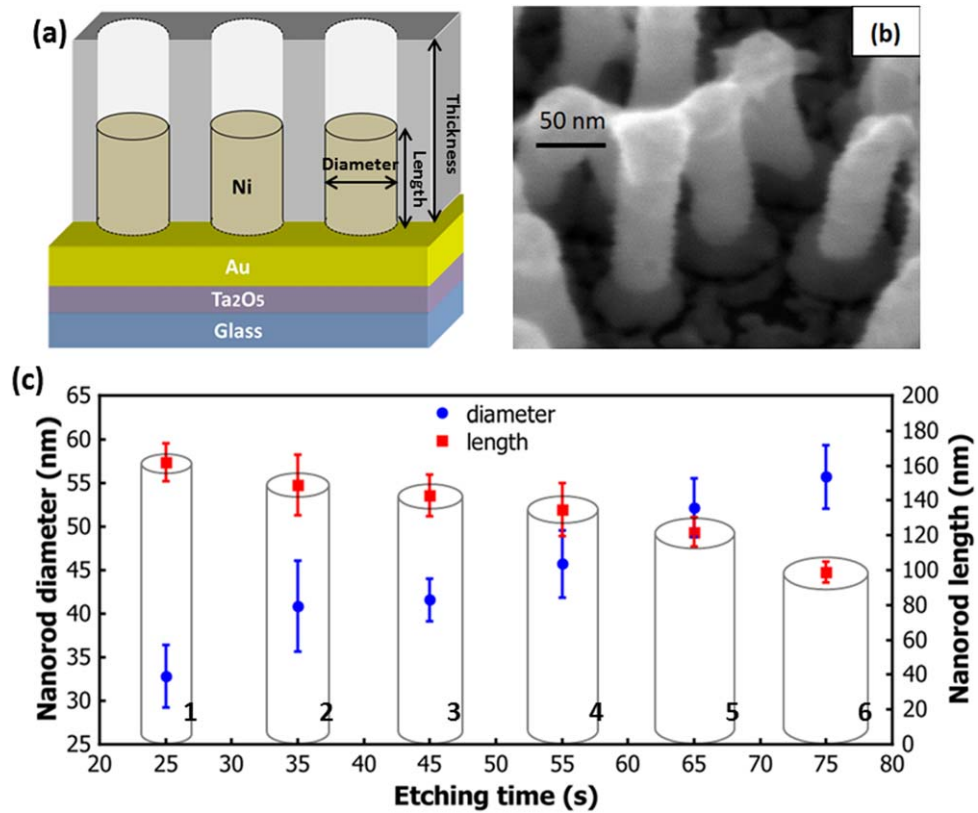 (a)
Thickness
Length
Diameter
Ni
Au
Ta2O5
Glass
(b)
50 nm
(c)
Nanorod diameter (nm)
65
60
55
50
45
40
35
30
25
diameter
length
200
180
160
140
120
100
80
60
40
20
0
Nanorod length (nm)
1 2 3 4 5 6
20 25 30 35 40 45 50 55 60 65 70 75 80
Etching time (s)